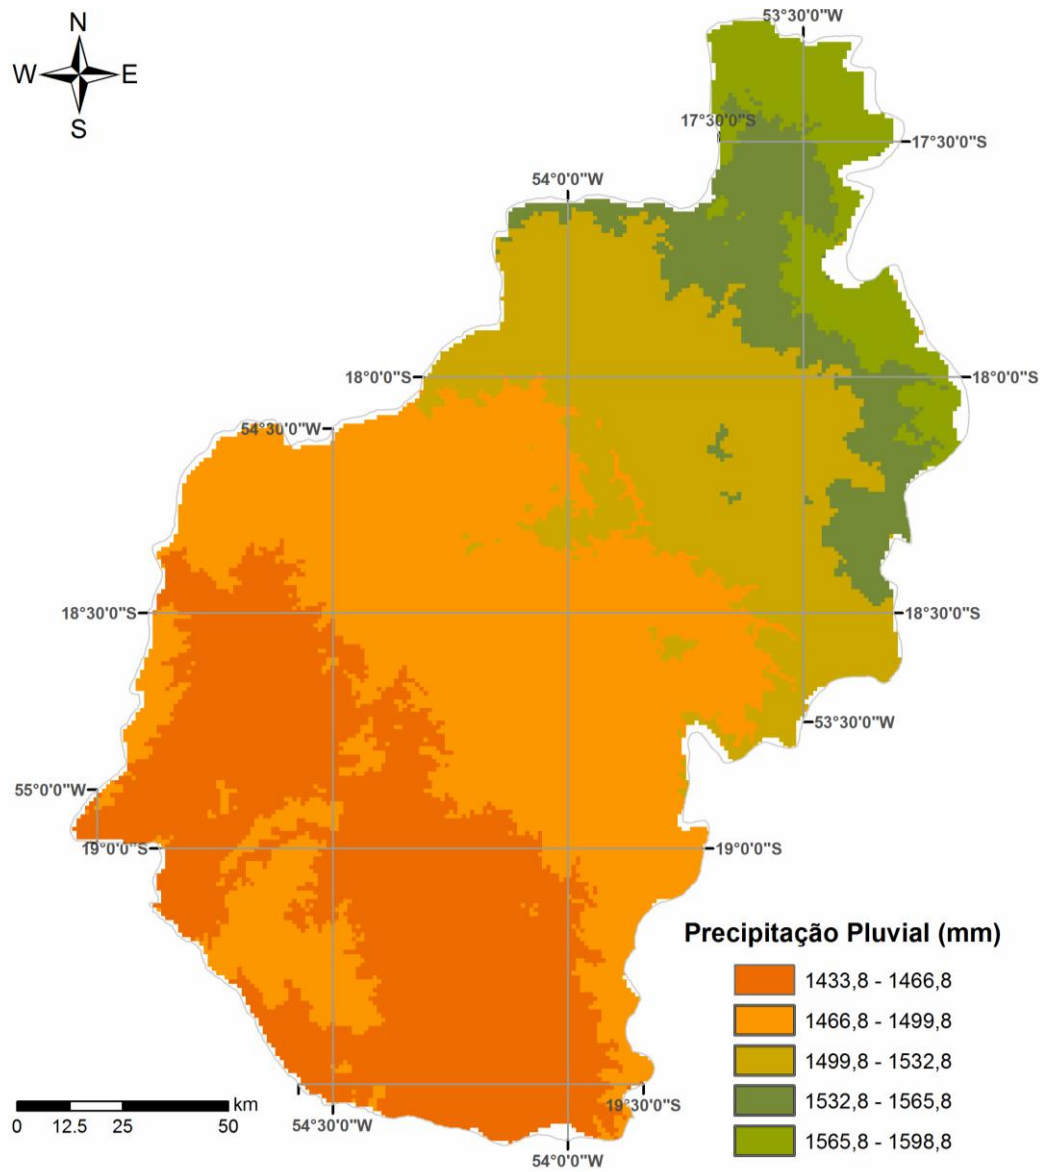 N
W E
S
53°30'0"W
17°30'0"S
17°30'0"S
54°0'0"W
18°0'0"S
18°0'0"S
54°30'0"W
18°30'0"S
18°30'0"S
53°30'0"W
55°0'0"W
19°0'0"S
19°0'0"S
Precipitação Pluvial (mm)
1433,8 - 1466,8
1466,8 - 1499,8
1499,8 - 1532,8
1532,8 - 1565,8
1565,8 - 1598,8
km
0 12.5 25 50
19°30'0"S
54°30'0"W
54°0'0"W